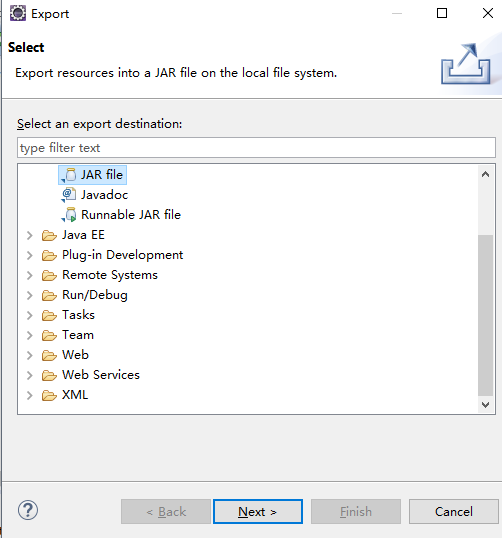 Export
Select
Export resources into a JAR file on the local file system.
Select an export destination:
type filter text
JAR file
Javadoc
Runnable JAR file
Java EE
Plug-in Development
Remote Systems
Run/Debug
Tasks
Team
Web
Web Services
XML
? < Back Next > Finish Cancel